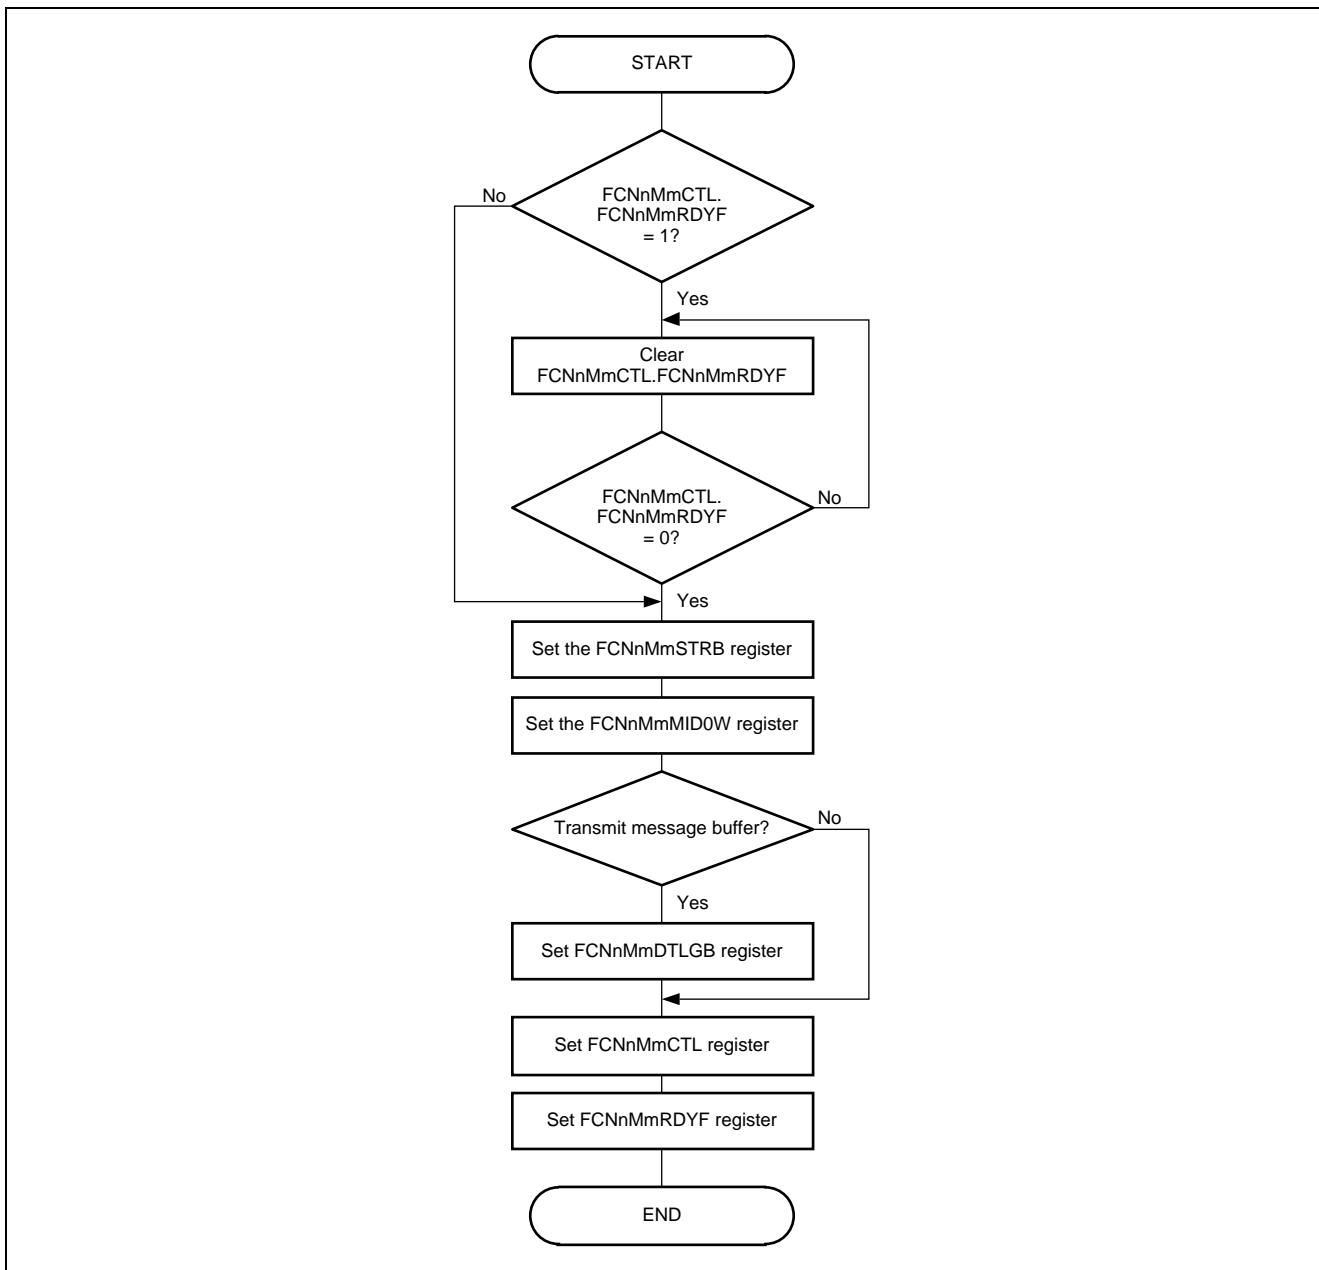 START
FCNnMmCTL.
FCNnMmRDYF
= 1?
No
Yes
Clear
FCNnMmCTL.FCNnMmRDYF
FCNnMmCTL.
FCNnMmRDYF
= 0?
No
Yes
Set the FCNnMmSTRB register
Set the FCNnMmMID0W register
Transmit message buffer?
No
Yes
Set FCNnMmDTLGB register
Set FCNnMmCTL register
Set FCNnMmRDYF register
END